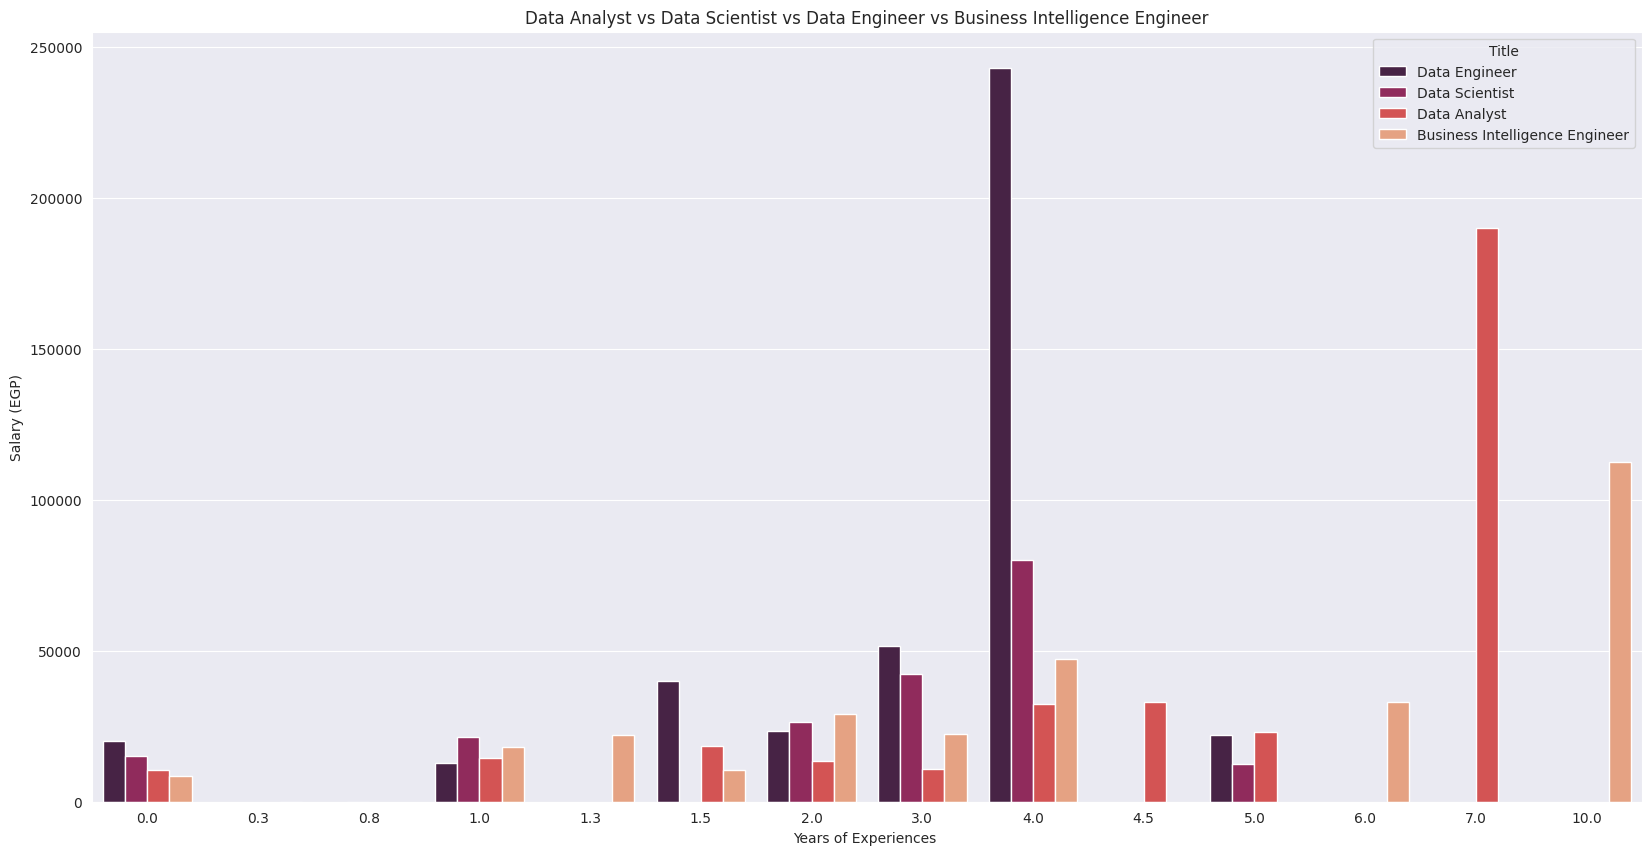 Data Analyst vs Data Scientist vs Data Engineer vs Business Intelligence Engineer
250000
200000
150000
100000
50000
0
Salary (EGP)
Title
Data Engineer
Data Scientist
Data Analyst
Business Intelligence Engineer
0.0 0.3 0.8 1.0 1.3 1.5 2.0 3.0 4.0 4.5 5.0 6.0 7.0 10.0
Years of Experiences